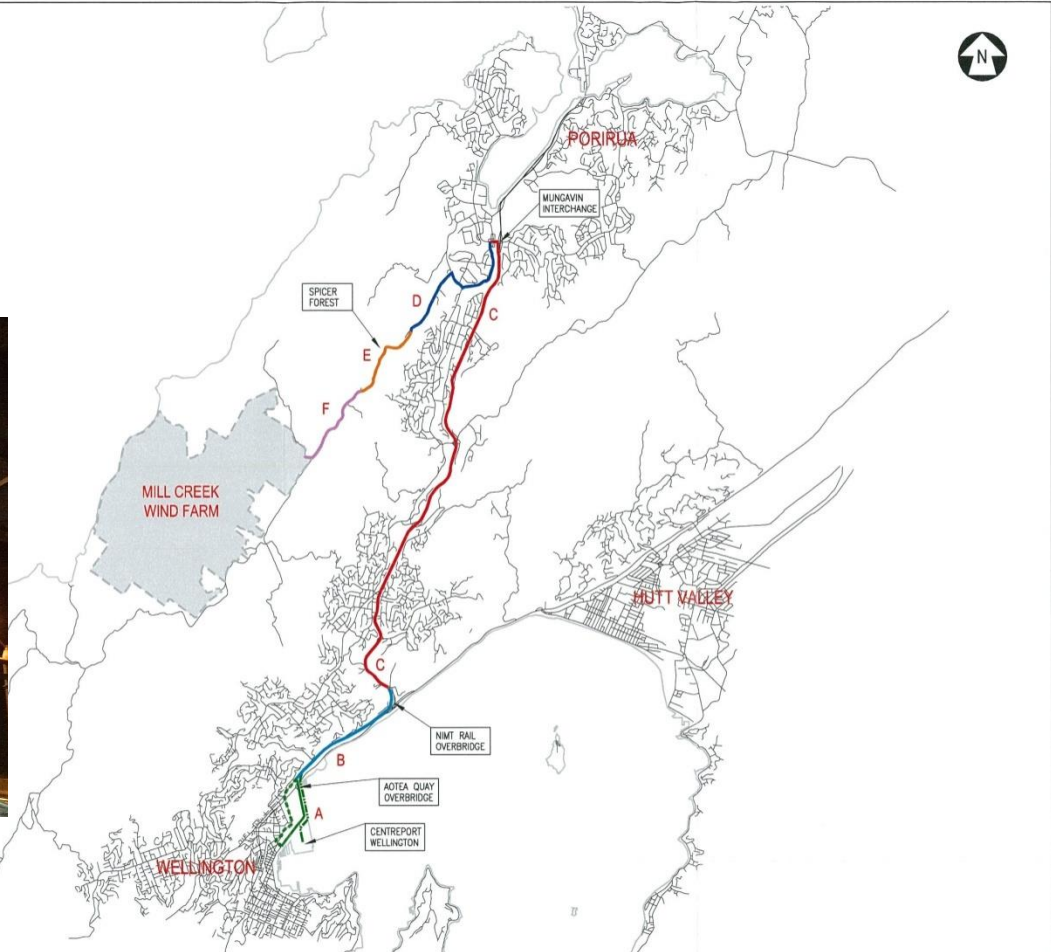 N
PORIRUA
MUNGAVIN
INTERCHANGE
SPICER
FOREST
D
C
E
F
MILL CREEK
WIND FARM
HUTT VALLEY
C
NIMT RAIL
OVERBRIDGE
B
AOTEA QUAY
OVERBRIDGE
A
CENTREPORT
WELLINGTON
WELLINGTON